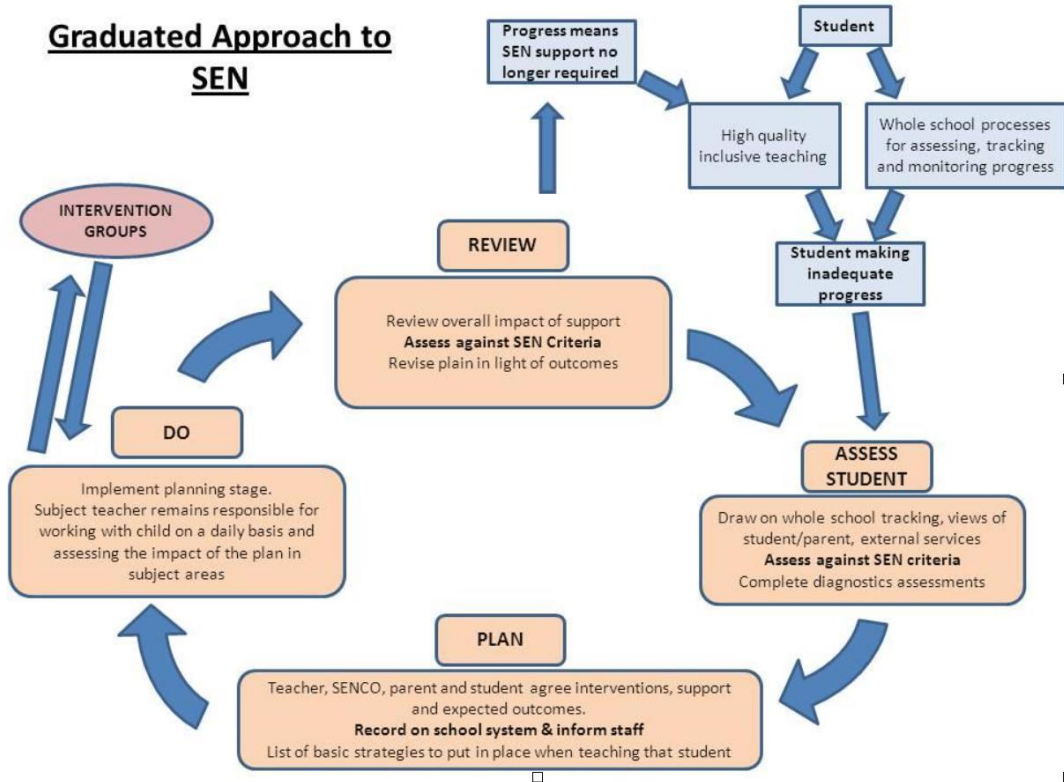 Graduated Approach to
SEN
Progress means
SEN support no
longer required
Student
High quality
inclusive teaching
Whole school processes
for assessing, tracking
and monitoring progress
Student making
inadequate
progress
INTERVENTION
GROUPS
REVIEW
Review overall impact of support
Assess against SEN Criteria
Revise plain in light of outcomes
DO
Implement planning stage.
Subject teacher remains responsible for
working with child on a daily basis and
assessing the impact of the plan in
subject areas
ASSESS
STUDENT
Draw on whole school tracking, views of
student/parent, external services
Assess against SEN criteria
Complete diagnostics assessments
PLAN
Teacher, SENCO, parent and student agree interventions, support
and expected outcomes.
Record on school system & inform staff
List of basic strategies to put in place when teaching that student